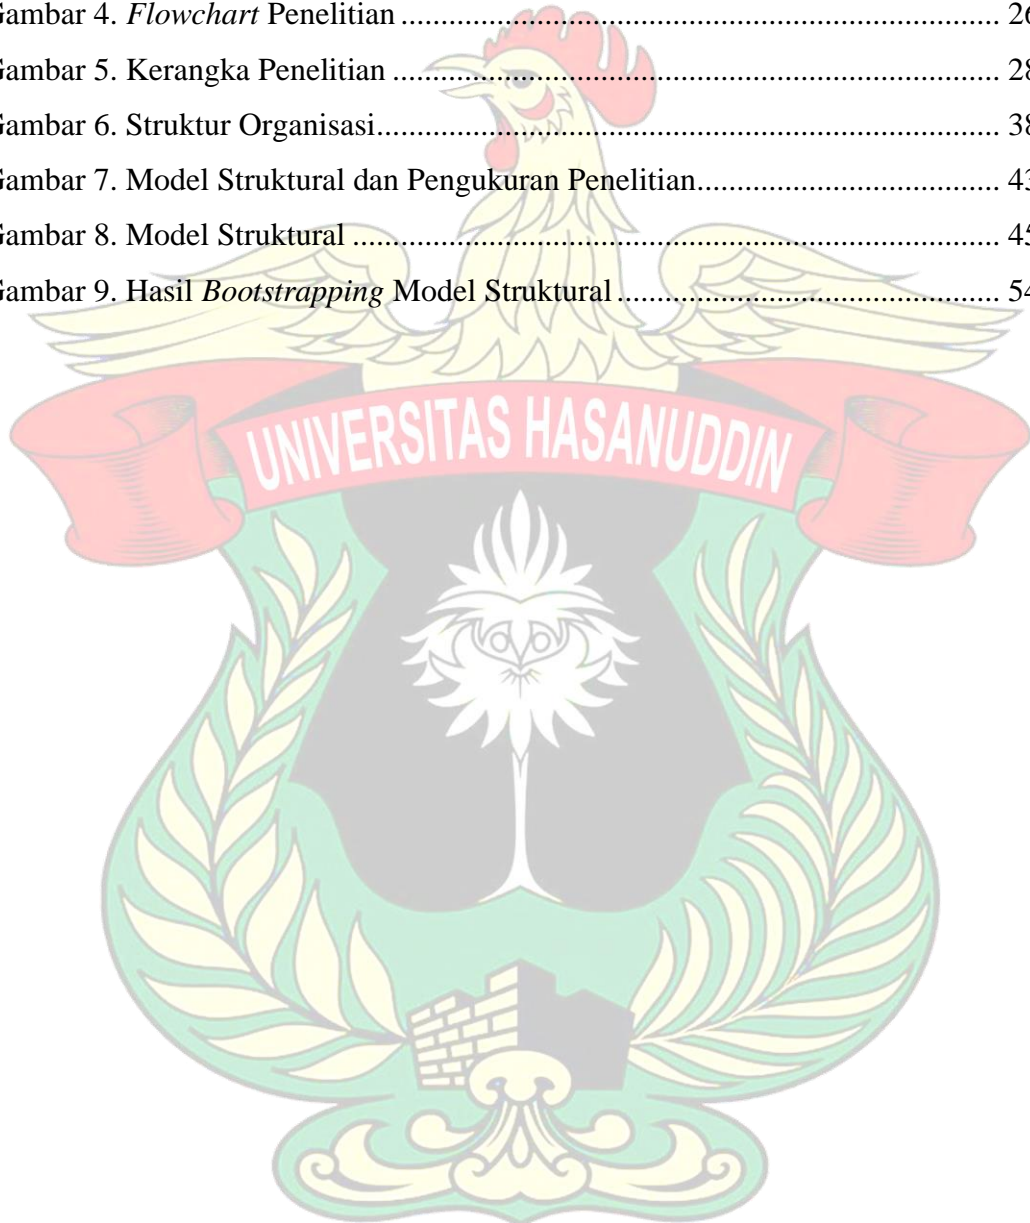 Gambar 4. Flowchart Penelitian .......... 26
Gambar 5. Kerangka Penelitian .......... 28
Gambar 6. Struktur Organisasi .......... 38
Gambar 7. Model Struktural dan Pengukuran Penelitian .......... 43
Gambar 8. Model Struktural .......... 45
Gambar 9. Hasil Bootstrapping Model Struktural .......... 54
UNIVERSITAS HASANUDDIN